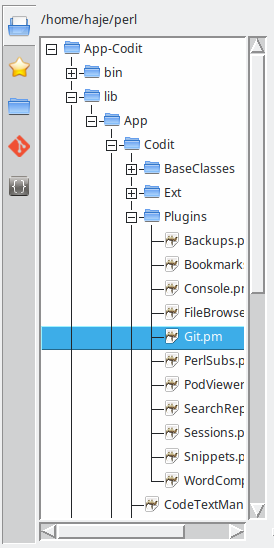 /home/haje/perl
App-Codit
bin
lib
App
Codit
BaseClasses
Ext
Plugins
Backups.p
Bookmark
Console.pr
FileBrowse
Git.pm
PerlSubs.p
PodViewer
SearchRep
Sessions.p
Snippets.p
WordComp
CodeTextMan